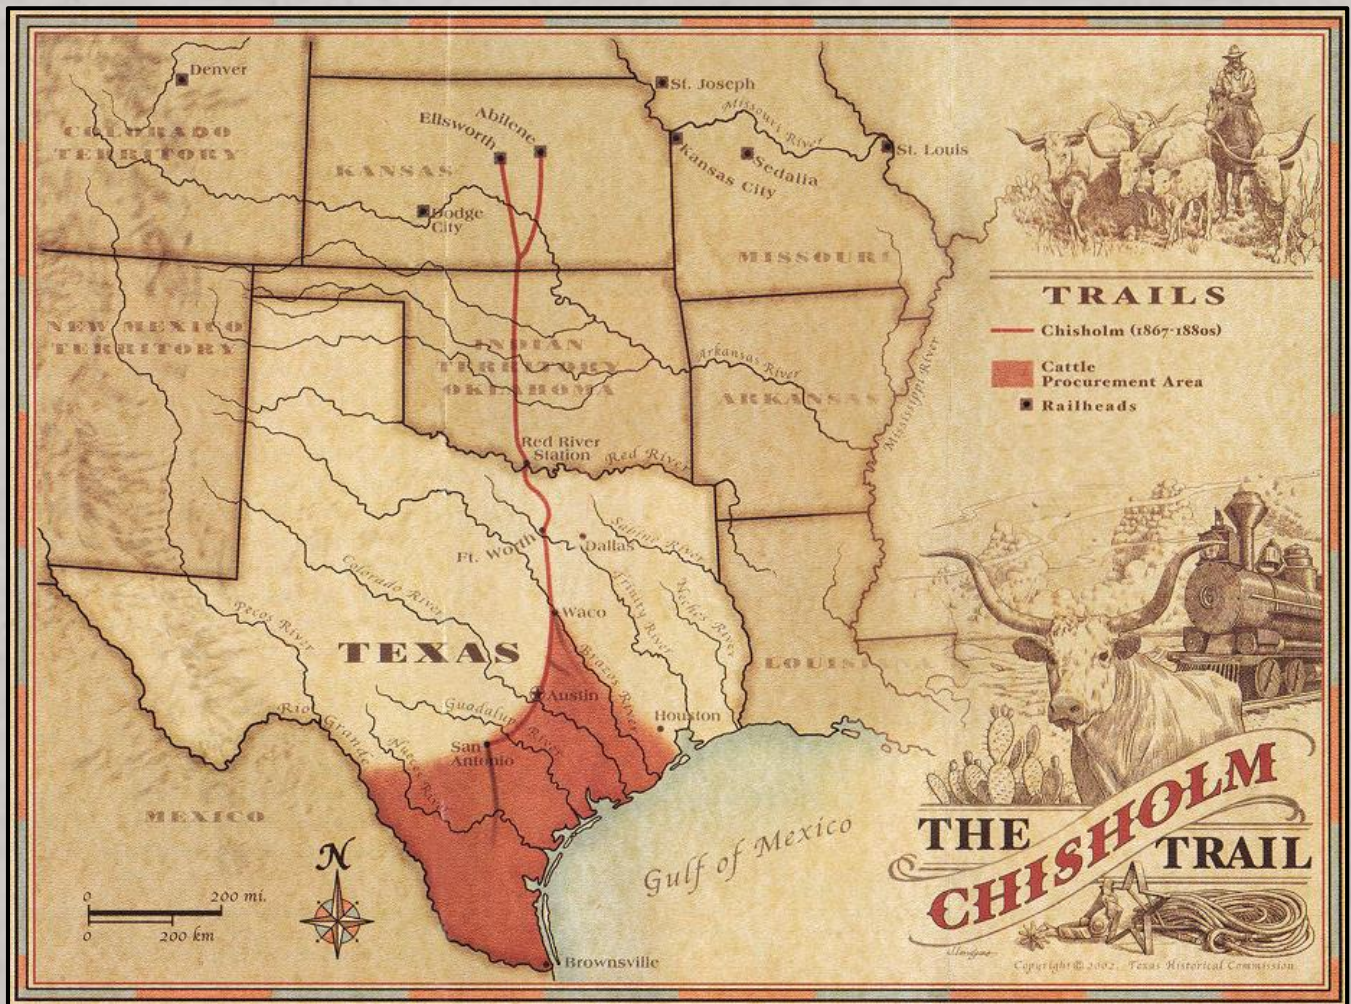 Denver
St. Joseph
Missouri River
Abilene
Ellsworth
COLORADO
TERRITORY
KANSAS
Kansas City
Sedalia
St. Louis
Dodge
City
MISSOURI
TRAILS
Chisholm (1867-1880s)
Cattle
Procurement Area
Railheads
NEW MEXICO
TERRITORY
INDIAN
TERRITORY
OKLAHOMA
Arkansas River
ARKANSAS
Mississippi River
Red River
Station
Red River
Ft. Worth
Dallas
Sabine River
Trinity River
Neches River
Colorado River
Pecos River
Waco
TEXAS
Brazos River
LOUISIANA
Austin
Guadalupe River
Houston
Rio Grande
San
Antonio
Nueces River
MEXICO
Gulf of Mexico
N
0 200 mi.
0 200 km
Brownsville
THE
CHISHOLM
TRAIL
Copyright © 2002, Texas Historical Commission